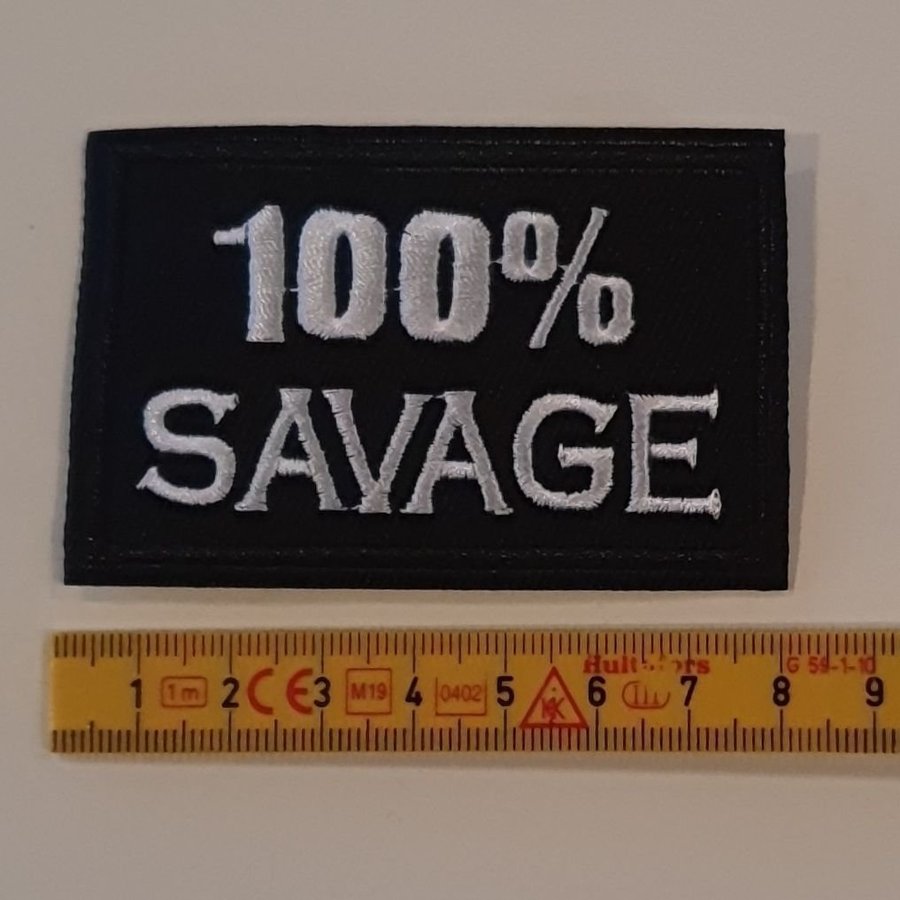 100%
SAVAGE
1 1m 2 CE 3 M19 4 0402 5 6 7 8 9
G 59-1-10